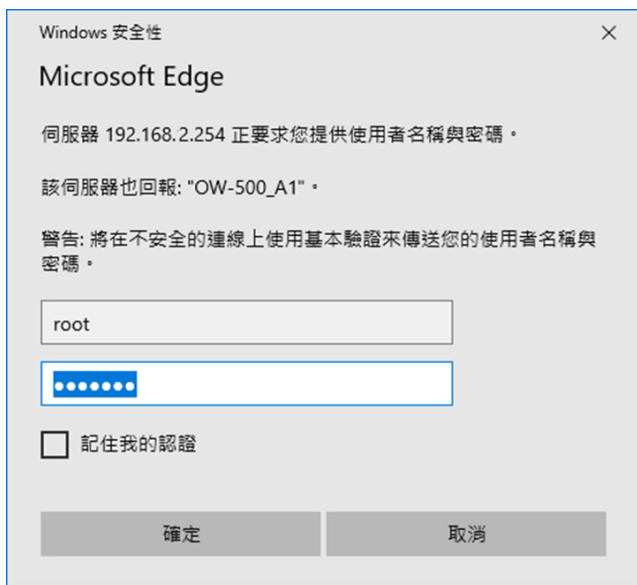 Windows 安全性
Microsoft Edge
伺服器 192.168.2.254 正要求您提供使用者名稱與密碼。
該伺服器也回報: "OW-500_A1"。
警告: 將在不安全的連線上使用基本驗證來傳送您的使用者名稱與
密碼。
root
•••••••
記住我的認證
確定
取消